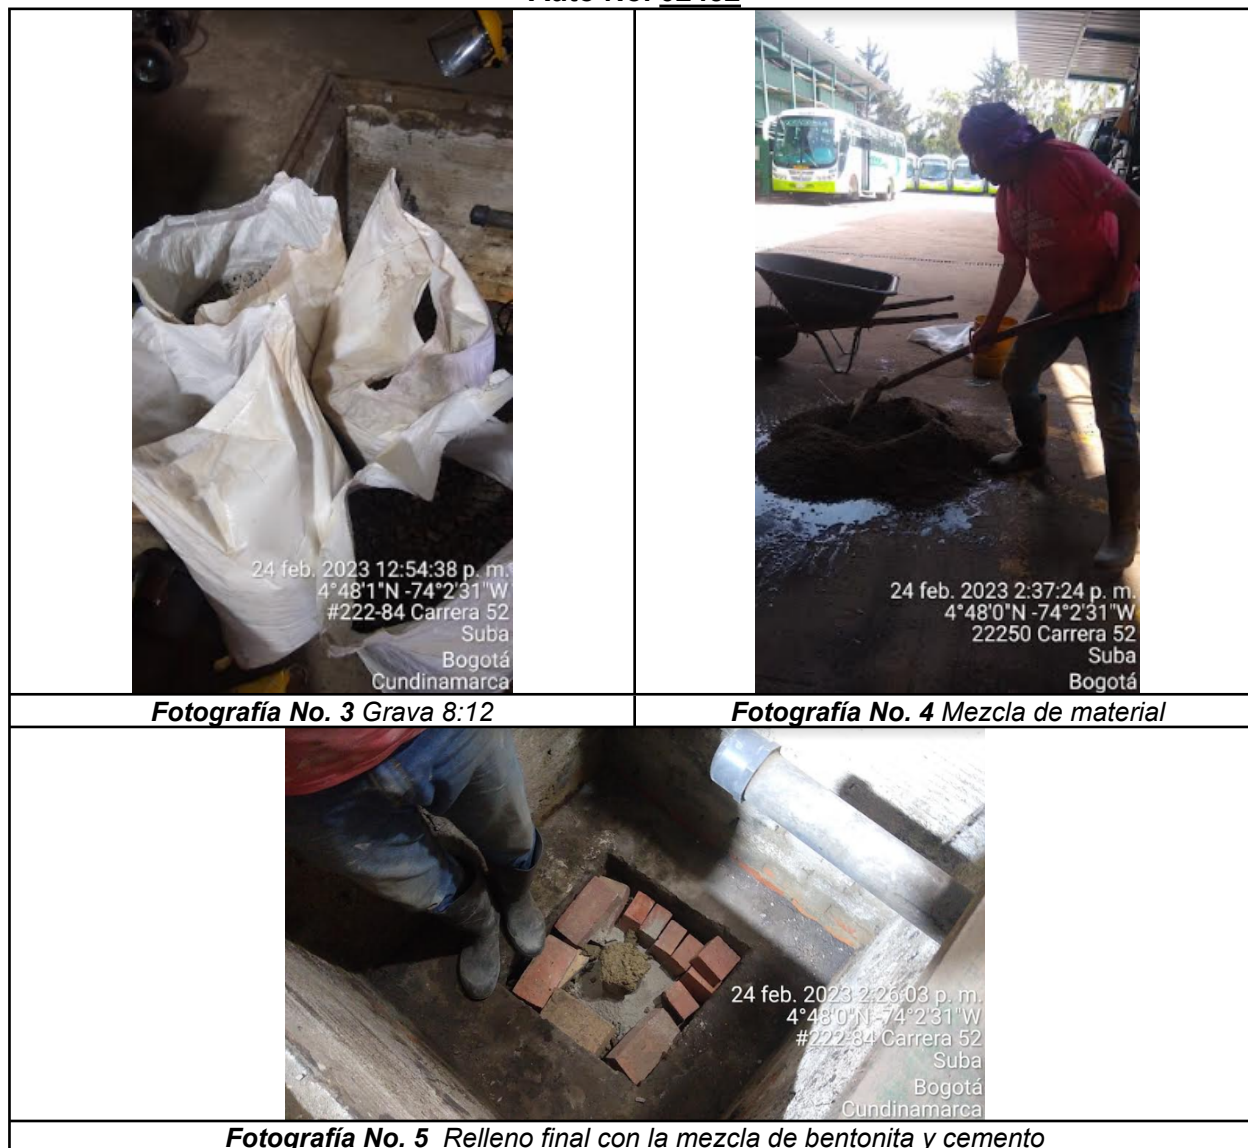 24 feb. 2023 12:54:38 p. m.
4°48'1"N -74°2'31"W
#222-84 Carrera 52
Suba
Bogotá
Cundinamarca
24 feb. 2023 2:37:24 p. m.
4°48'0"N -74°2'31"W
22250 Carrera 52
Suba
Bogotá
Fotografía No. 3 Grava 8:12
Fotografía No. 4 Mezcla de material
24 feb. 2023 2:26:03 p. m.
4°48'0"N -74°2'31"W
#222-84 Carrera 52
Suba
Bogotá
Cundinamarca
Fotografía No. 5 Relleno final con la mezcla de bentonita y cemento